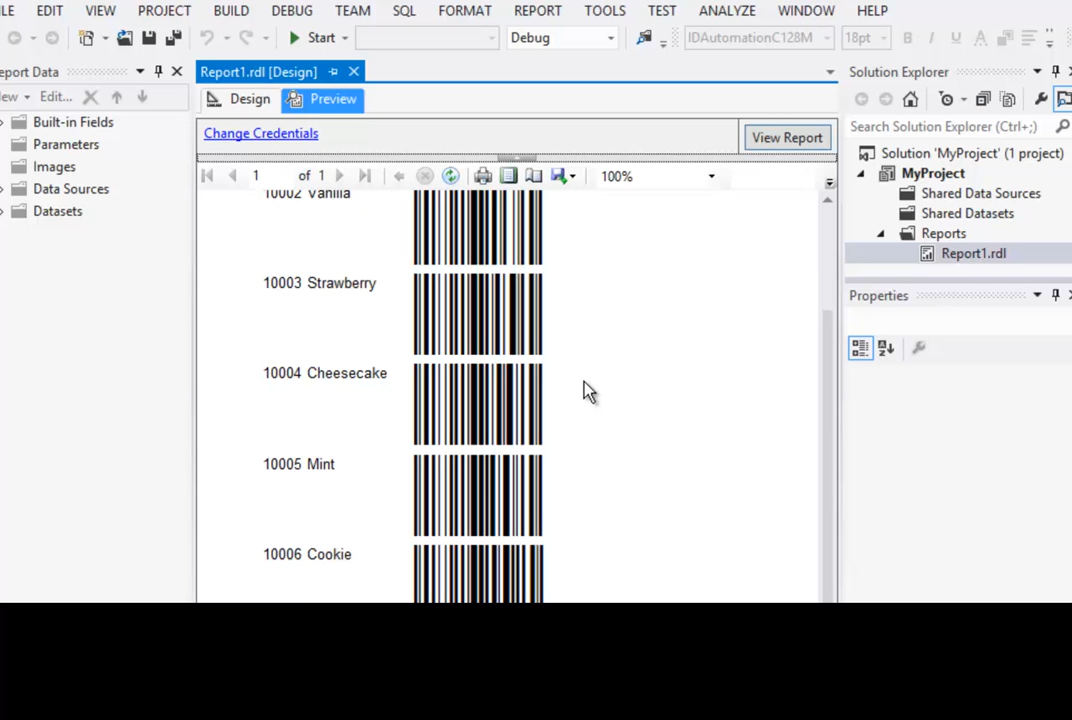 ILE EDIT VIEW PROJECT BUILD DEBUG TEAM SQL FORMAT REPORT TOOLS TEST ANALYZE WINDOW HELP
Start Debug IDAutomationC128M 18pt B I U A
eport Data
Report1.rdl [Design]
Solution Explorer
ew Edit...
Design Preview
Built-in Fields
Parameters
Images
Data Sources
Datasets
Change Credentials
View Report
1 of 1 100%
10002 Vanilla
10003 Strawberry
10004 Cheesecake
10005 Mint
10006 Cookie
Search Solution Explorer (Ctrl+;)
Solution 'MyProject' (1 project)
MyProject
Shared Data Sources
Shared Datasets
Reports
Report1.rdl
Properties